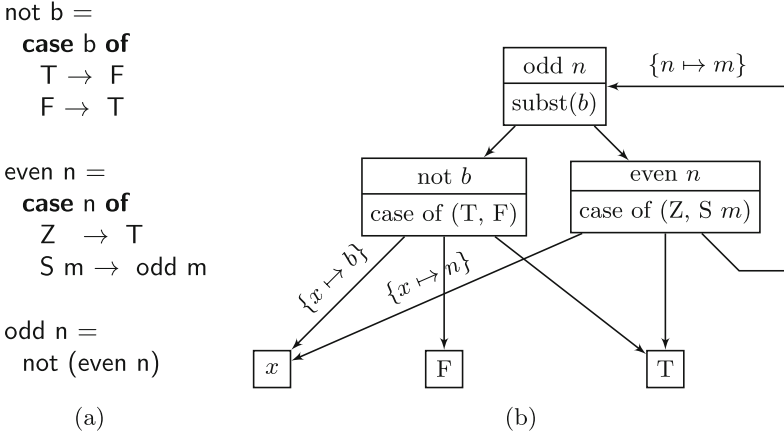 not b =
case b of
T → F
F → T
even n =
case n of
Z → T
S m → odd m
odd n =
not (even n)
(a)
odd n
subst(b)
{n ↦ m}
not b
case of (T, F)
even n
case of (Z, S m)
{x ↦ b}
{x ↦ n}
x
F
T
(b)